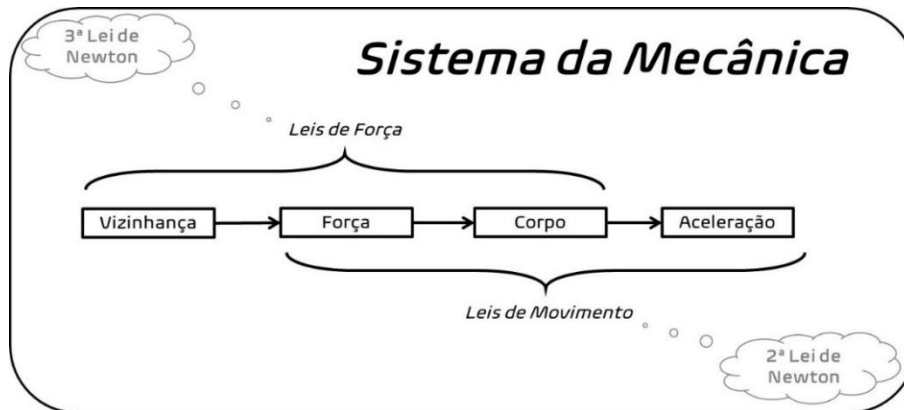 3ª Lei de
Newton
Sistema da Mecânica
Leis de Força
Vizinhança
Força
Corpo
Aceleração
Leis de Movimento
2ª Lei de
Newton